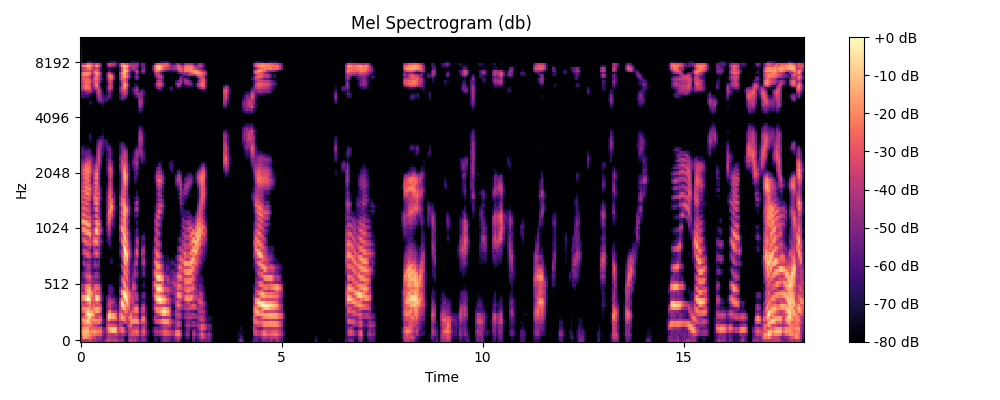 Mel Spectrogram (db)
8192
4096
2048
1024
512
0
Hz
0
5
10
15
Time
+0 dB
-10 dB
-20 dB
-30 dB
-40 dB
-50 dB
-60 dB
-70 dB
-80 dB